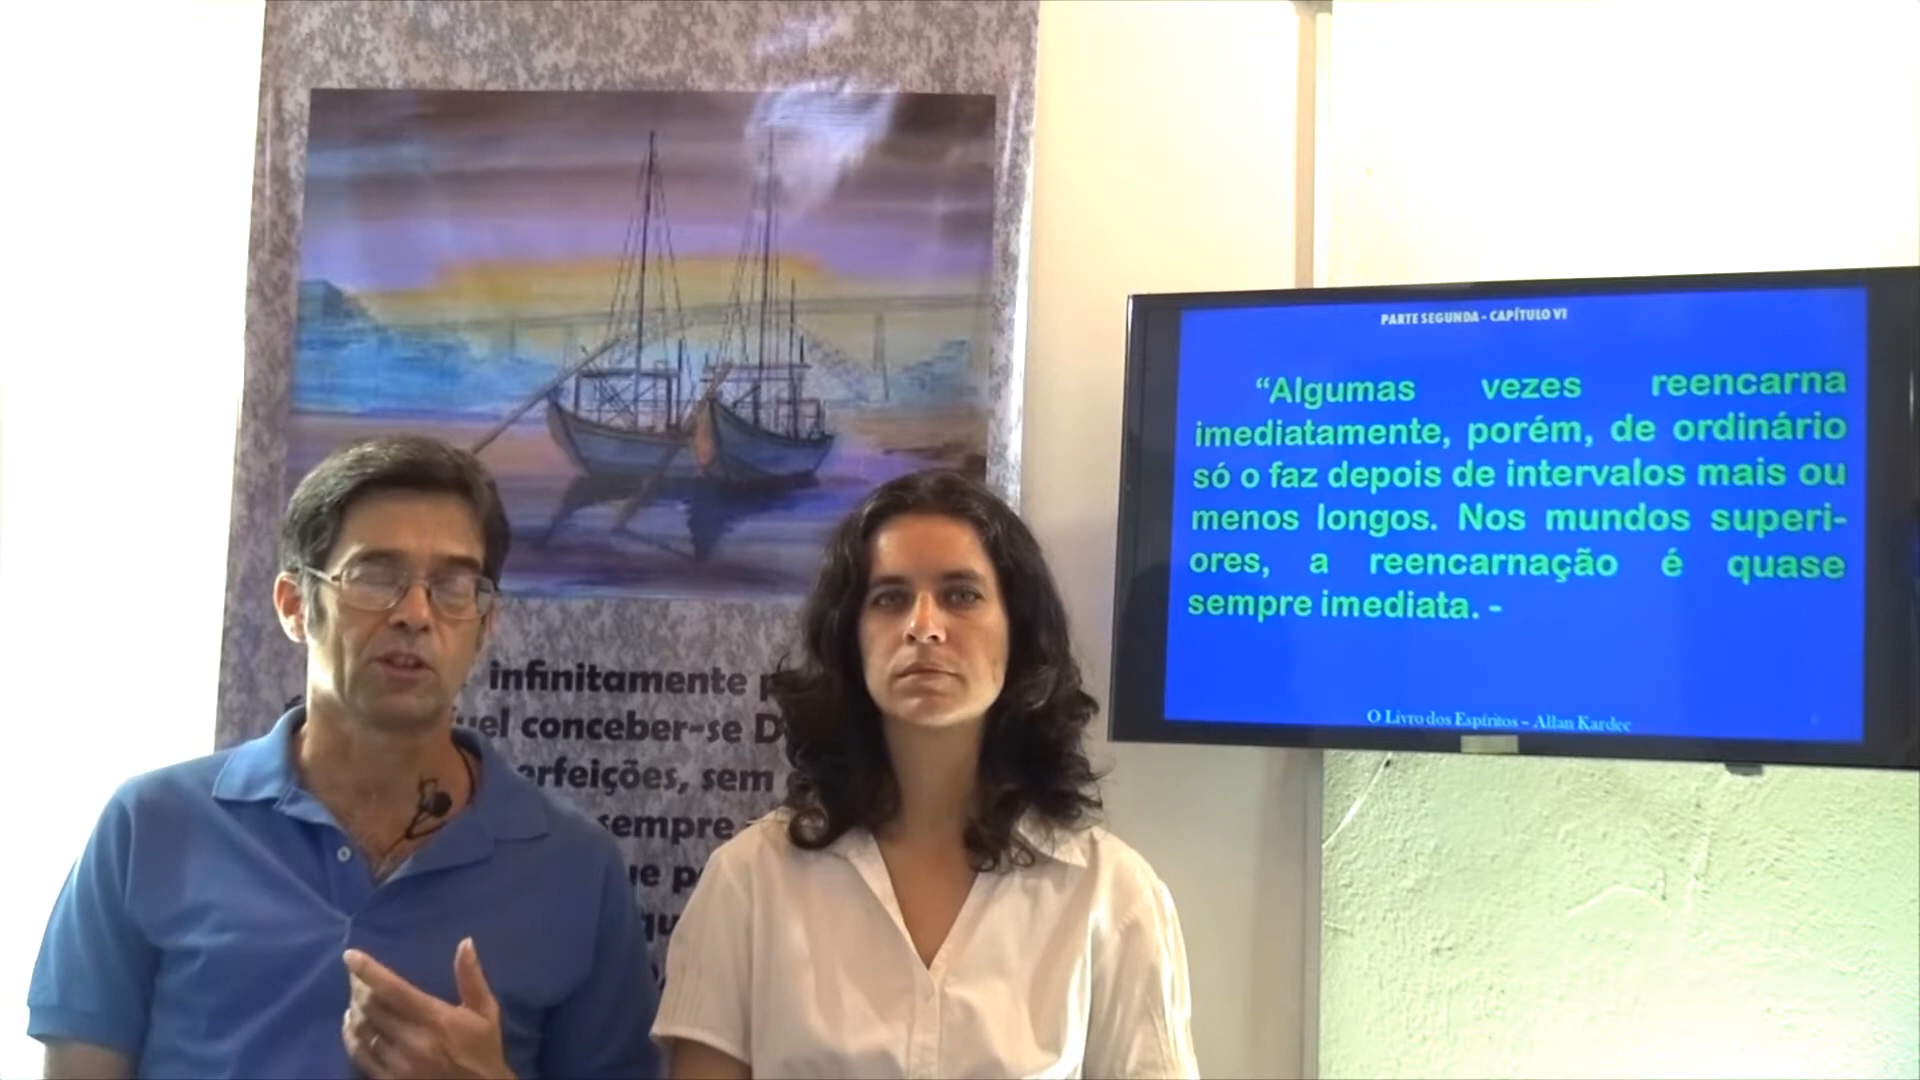 infinitamente
conceber-se
sem
sempre
PARTE SEGUNDA - CAPÍTULO VI
“Algumas vezes reencarna
imediatamente, porém, de ordinário
só o faz depois de intervalos mais ou
menos longos. Nos mundos superi-
ores, a reencarnação é quase
sempre imediata. -
O Livro dos Espíritos – Allan Kardec